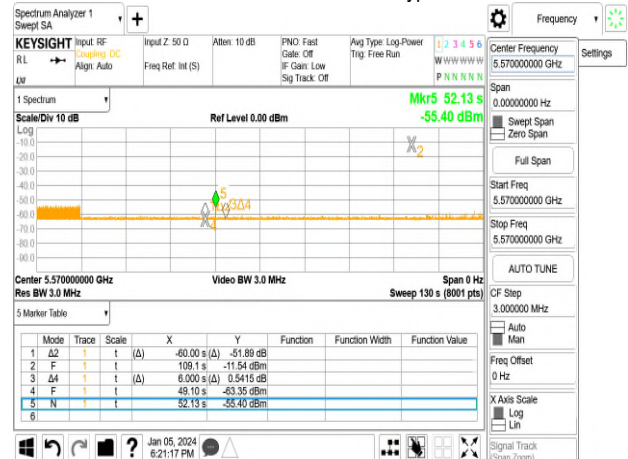 Spectrum Analyzer 1
Swept SA
Frequency
KEYSIGHT
Input: RF
Coupling: DC
Align: Auto
Input Z: 50 Ω
Freq Ref: Int (S)
Atten: 10 dB
PNO: Fast
Gate: Off
IF Gain: Low
Sig Track: Off
Avg Type: Log-Power
Trig: Free Run
1 2 3 4 5 6
W W W W W W
P N N N N N
RL
1 Spectrum
Scale/Div 10 dB
Ref Level 0.00 dBm
Mkr5 52.13 s
-55.40 dBm
Log
-10.0
-20.0
-30.0
-40.0
-50.0
-60.0
-70.0
-80.0
-90.0
2
5
3Δ4
4
Center 5.570000000 GHz
Video BW 3.0 MHz
Span 0 Hz
Res BW 3.0 MHz
Sweep 130 s (8001 pts)
5 Marker Table
Mode Trace Scale X Y Function Function Width Function Value
1 Δ2 1 t (Δ) -60.00 s (Δ) -51.89 dB
2 F 1 t 109.1 s -11.54 dBm
3 Δ4 1 t (Δ) 6.000 s (Δ) 0.5415 dB
4 F 1 t 49.10 s -63.35 dBm
5 N 1 t 52.13 s -55.40 dBm
6
Jan 05, 2024
6:21:17 PM
Center Frequency
5.570000000 GHz
Settings
Span
0.00000000 Hz
Swept Span
Zero Span
Full Span
Start Freq
5.570000000 GHz
Stop Freq
5.570000000 GHz
AUTO TUNE
CF Step
3.000000 MHz
Auto
Man
Freq Offset
0 Hz
X Axis Scale
Log
Lin
Signal Track
(Span Zoom)